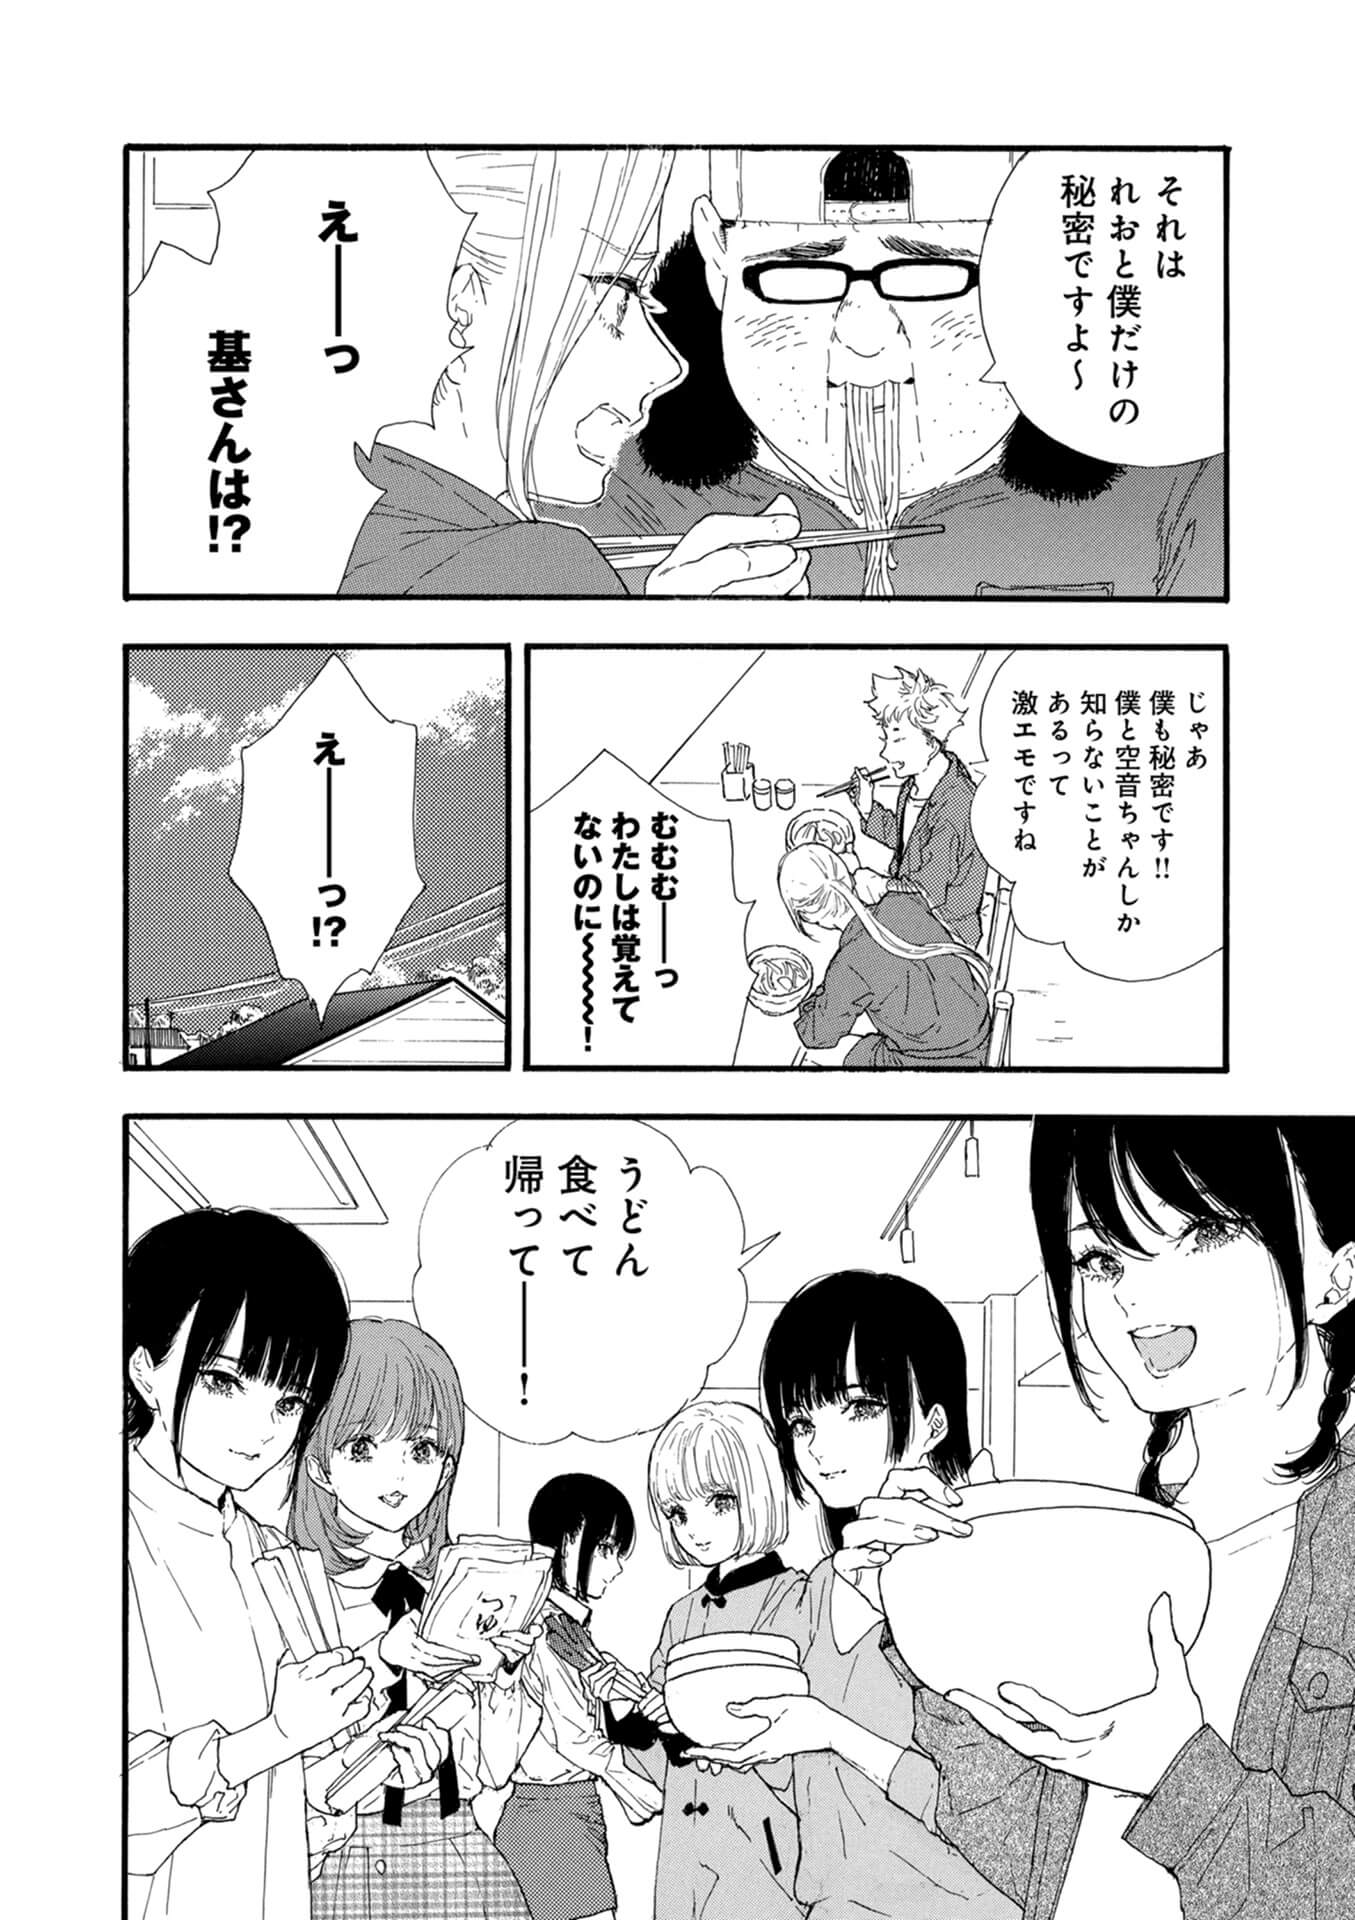 それは
れおと僕だけの
秘密ですよ〜
えーっ
基さんは!?
じゃあ
僕も秘密です!!
僕と空音ちゃんしか
知らないことが
あるって
激エモですね
むむむーっ
わたしは覚えて
ないのに〜〜〜〜!
えーーっ!?
うどん
食べて
帰ってーー!
つゆ